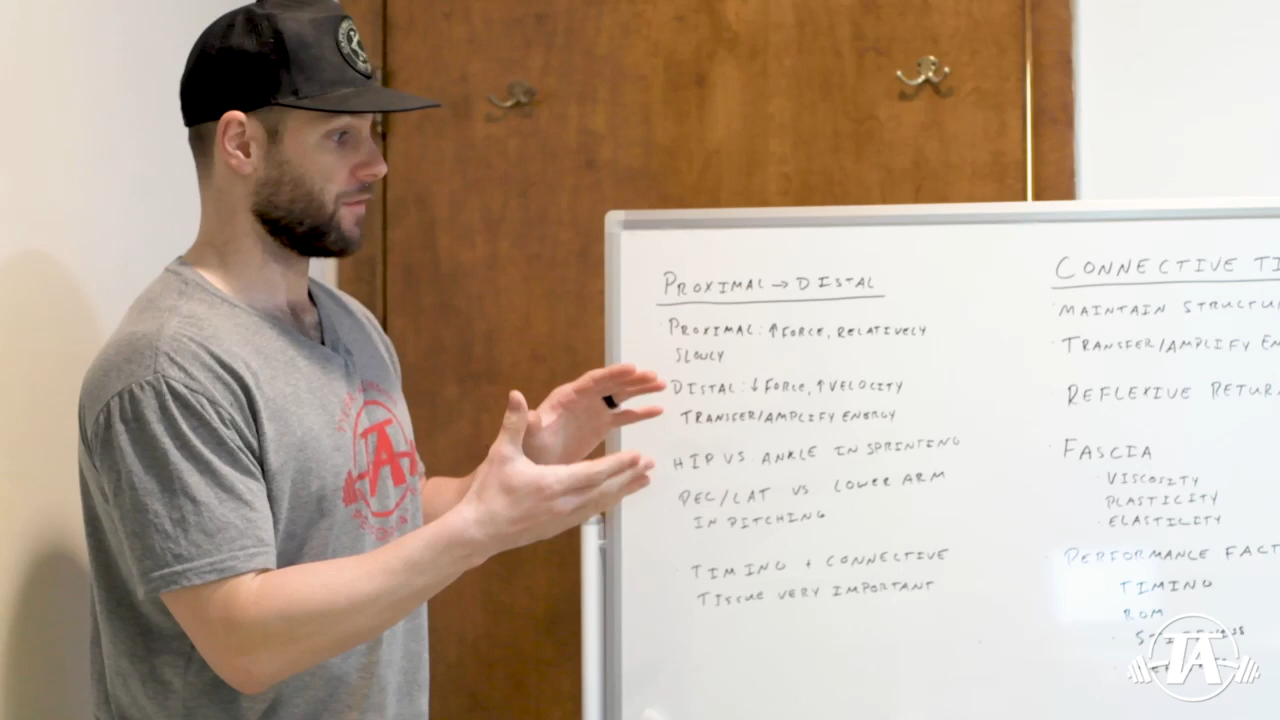 PROXIMAL → DISTAL
PROXIMAL: ↑FORCE, RELATIVELY
SLOWLY
DISTAL: ↓FORCE, ↑VELOCITY
TRANSFER/AMPLIFY ENERGY
HIP VS. ANKLE IN SPRINTING
PEC/LAT VS LOWER ARM
IN PITCHING
TIMING + CONNECTIVE
TISSUE VERY IMPORTANT
CONNECTIVE TI
MAINTAIN STRUCTU
TRANSFER/AMPLIFY EN
REFLEXIVE RETUR
FASCIA
· VISCOSITY
· PLASTICITY
· ELASTICITY
PERFORMANCE FACT
TIMING
ROM
TA
TA